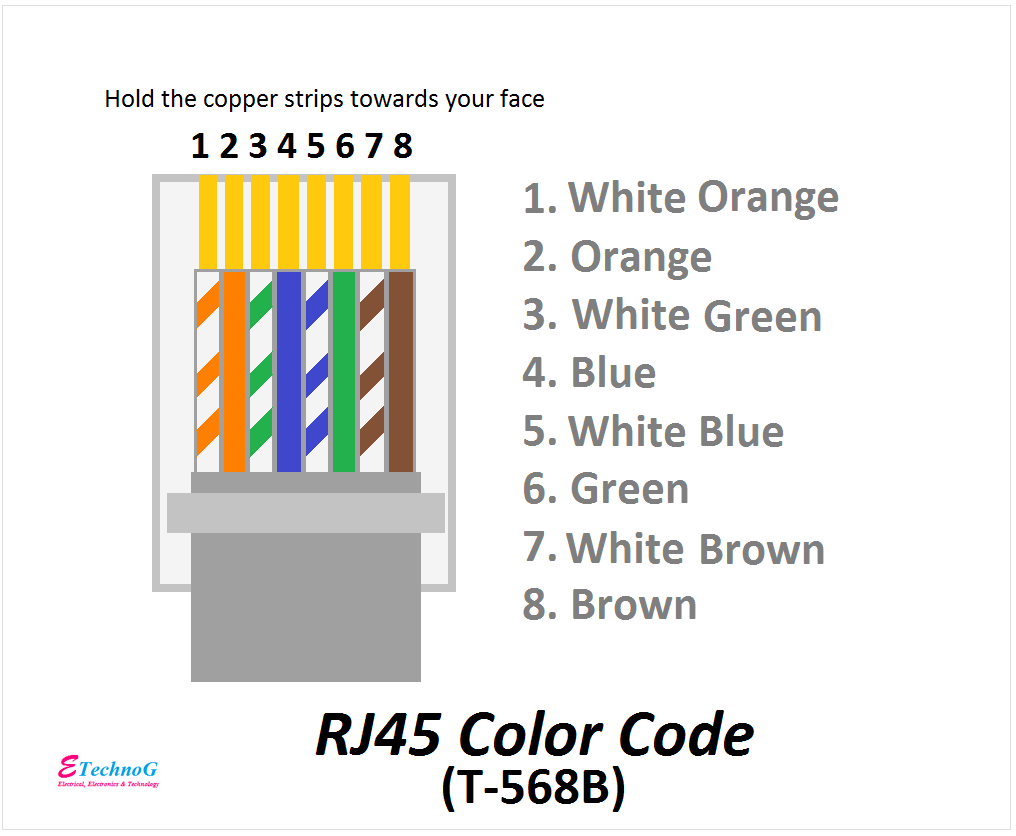 Hold the copper strips towards your face
1 2 3 4 5 6 7 8
1. White Orange
2. Orange
3. White Green
4. Blue
5. White Blue
6. Green
7. White Brown
8. Brown
RJ45 Color Code
(T-568B)
ETechnoG
Electrical, Electronics & Technology